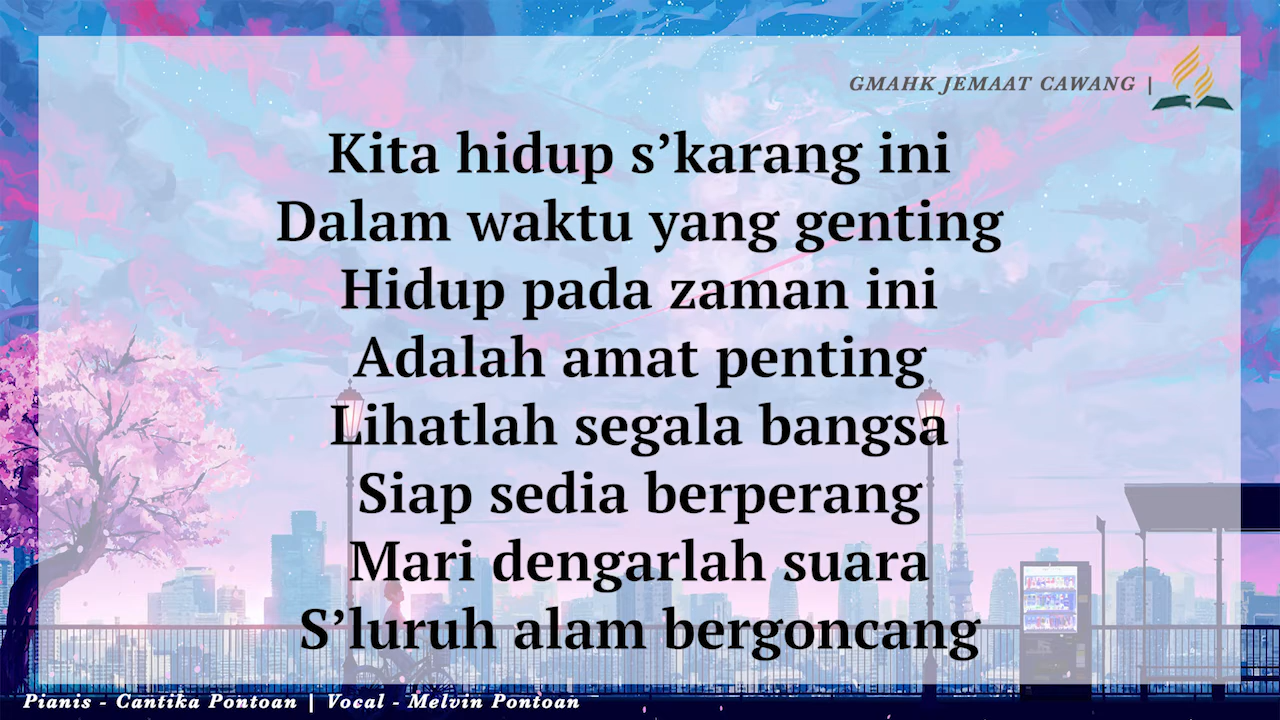 GMAHK JEMAAT CAWANG |
Kita hidup s’karang ini
Dalam waktu yang genting
Hidup pada zaman ini
Adalah amat penting
Lihatlah segala bangsa
Siap sedia berperang
Mari dengarlah suara
S’luruh alam bergoncang
Pianis - Cantika Pontoan | Vocal - Melvin Pontoan